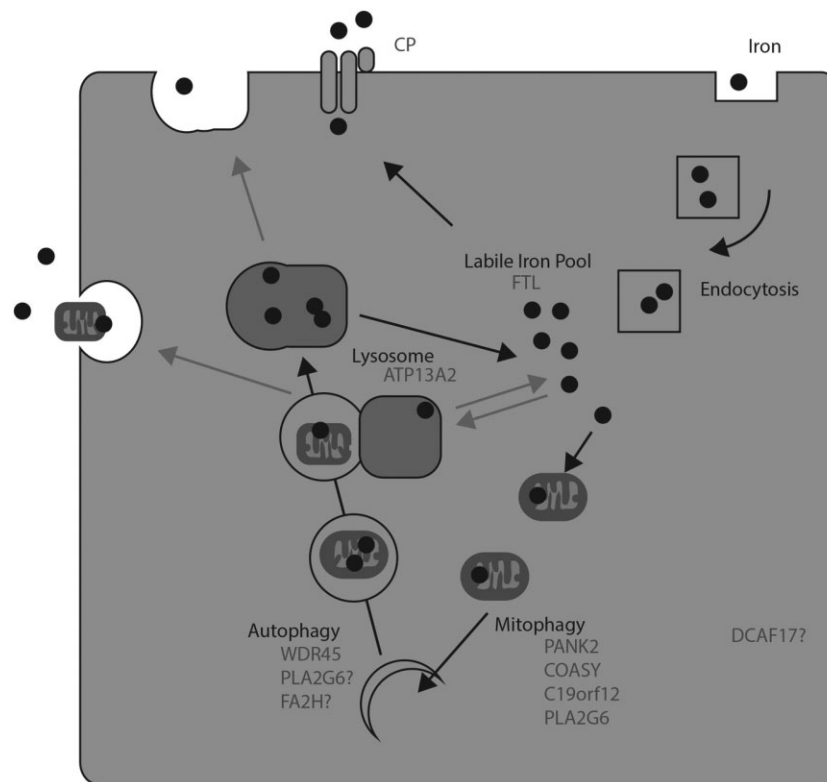 CP
Iron
Labile Iron Pool
FTL
Endocytosis
Lysosome
ATP13A2
Autophagy
WDR45
PLA2G6?
FA2H?
Mitophagy
PANK2
COASY
C19orf12
PLA2G6
DCAF17?